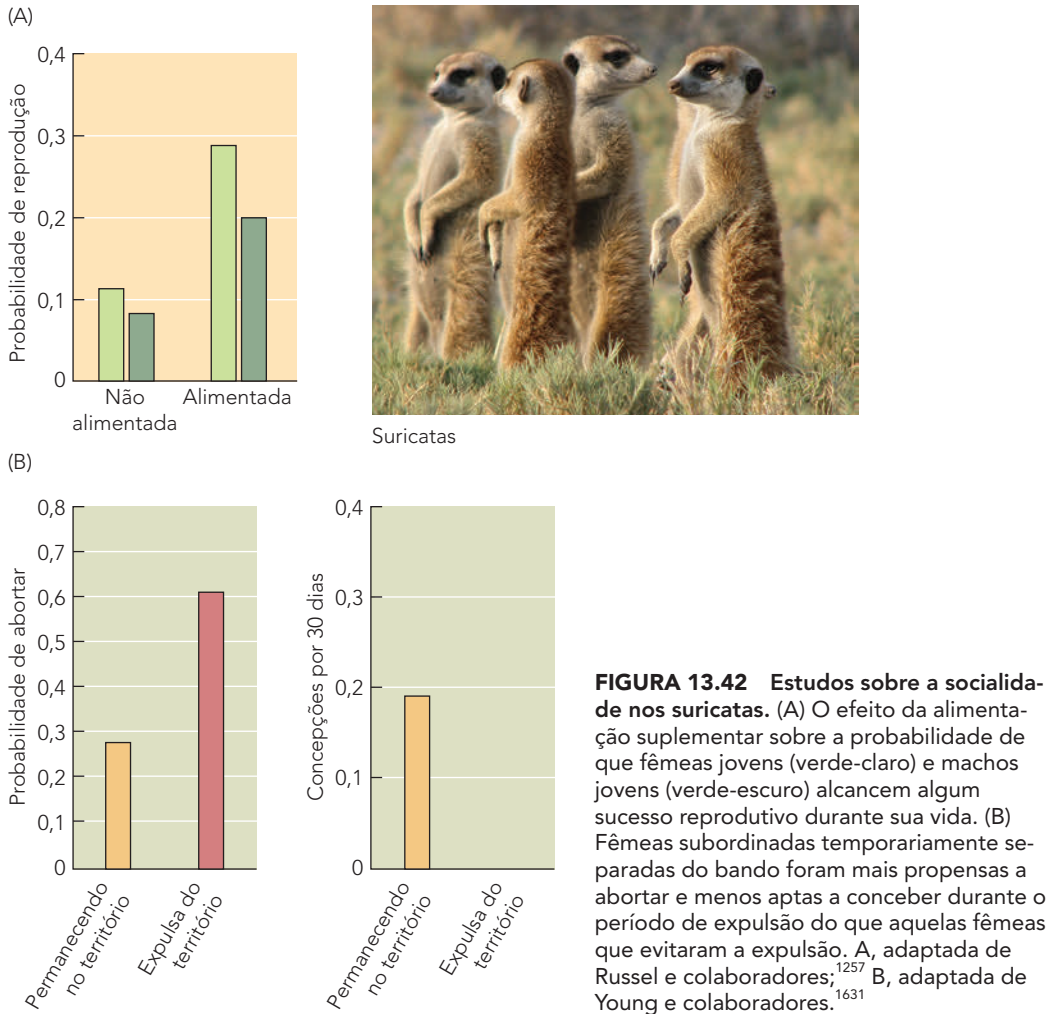 (A)
Probabilidade de reprodução
0,4
0,3
0,2
0,1
0
Não
alimentada
Alimentada
Suricatas
(B)
Probabilidade de abortar
0,8
0,7
0,6
0,5
0,4
0,3
0,2
0,1
0
Permanecendo
no território
Expulsa do
território
Concepções por 30 dias
0,4
0,3
0,2
0,1
0
Permanecendo
no território
Expulsa do
território
FIGURA 13.42 Estudos sobre a socialida-
de nos suricatas. (A) O efeito da alimenta-
ção suplementar sobre a probabilidade de
que fêmeas jovens (verde-claro) e machos
jovens (verde-escuro) alcancem algum
sucesso reprodutivo durante sua vida. (B)
Fêmeas subordinadas temporariamente se-
paradas do bando foram mais propensas a
abortar e menos aptas a conceber durante o
período de expulsão do que aquelas fêmeas
que evitaram a expulsão. A, adaptada de
Russel e colaboradores;1257 B, adaptada de
Young e colaboradores.1631